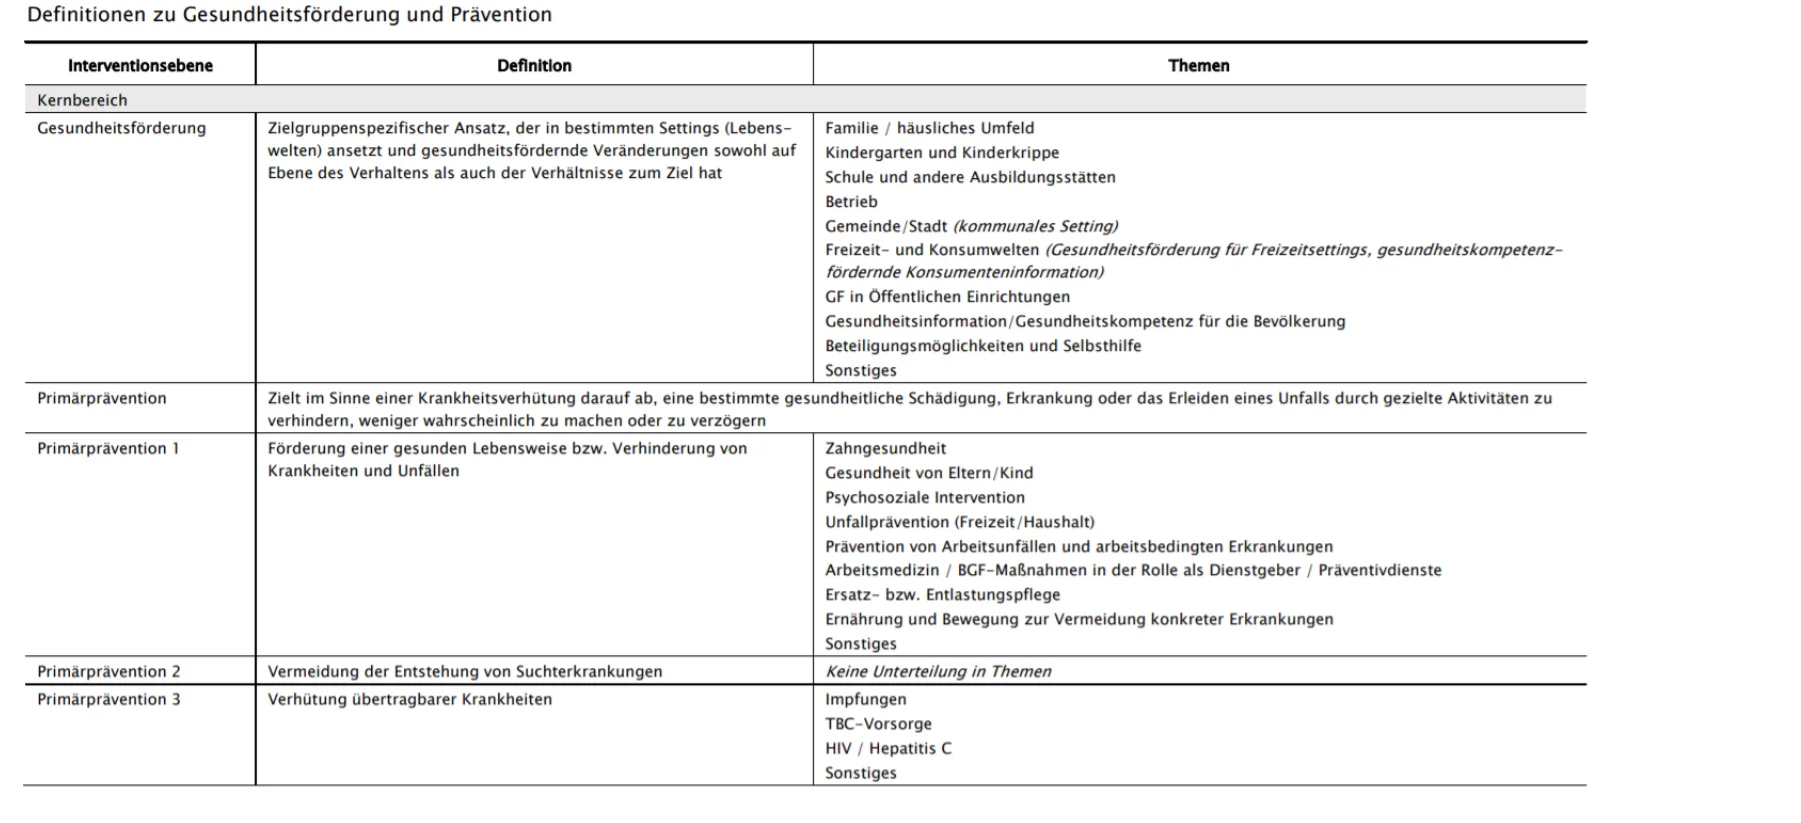 Definitionen zu Gesundheitsförderung und Prävention
Interventionsebene Definition Themen
Kernbereich
Gesundheitsförderung
Zielgruppenspezifischer Ansatz, der in bestimmten Settings (Lebens-
welten) ansetzt und gesundheitsfördernde Veränderungen sowohl auf
Ebene des Verhaltens als auch der Verhältnisse zum Ziel hat
Familie / häusliches Umfeld
Kindergarten und Kinderkrippe
Schule und andere Ausbildungsstätten
Betrieb
Gemeinde/Stadt (kommunales Setting)
Freizeit- und Konsumwelten (Gesundheitsförderung für Freizeitsettings, gesundheitskompetenz-
fördernde Konsumenteninformation)
GF in Öffentlichen Einrichtungen
Gesundheitsinformation/Gesundheitskompetenz für die Bevölkerung
Beteiligungsmöglichkeiten und Selbsthilfe
Sonstiges
Primärprävention
Zielt im Sinne einer Krankheitsverhütung darauf ab, eine bestimmte gesundheitliche Schädigung, Erkrankung oder das Erleiden eines Unfalls durch gezielte Aktivitäten zu
verhindern, weniger wahrscheinlich zu machen oder zu verzögern
Primärprävention 1
Förderung einer gesunden Lebensweise bzw. Verhinderung von
Krankheiten und Unfällen
Zahngesundheit
Gesundheit von Eltern/Kind
Psychosoziale Intervention
Unfallprävention (Freizeit/Haushalt)
Prävention von Arbeitsunfällen und arbeitsbedingten Erkrankungen
Arbeitsmedizin / BGF-Maßnahmen in der Rolle als Dienstgeber / Präventivdienste
Ersatz- bzw. Entlastungspflege
Ernährung und Bewegung zur Vermeidung konkreter Erkrankungen
Sonstiges
Primärprävention 2
Vermeidung der Entstehung von Suchterkrankungen
Keine Unterteilung in Themen
Primärprävention 3
Verhütung übertragbarer Krankheiten
Impfungen
TBC-Vorsorge
HIV / Hepatitis C
Sonstiges